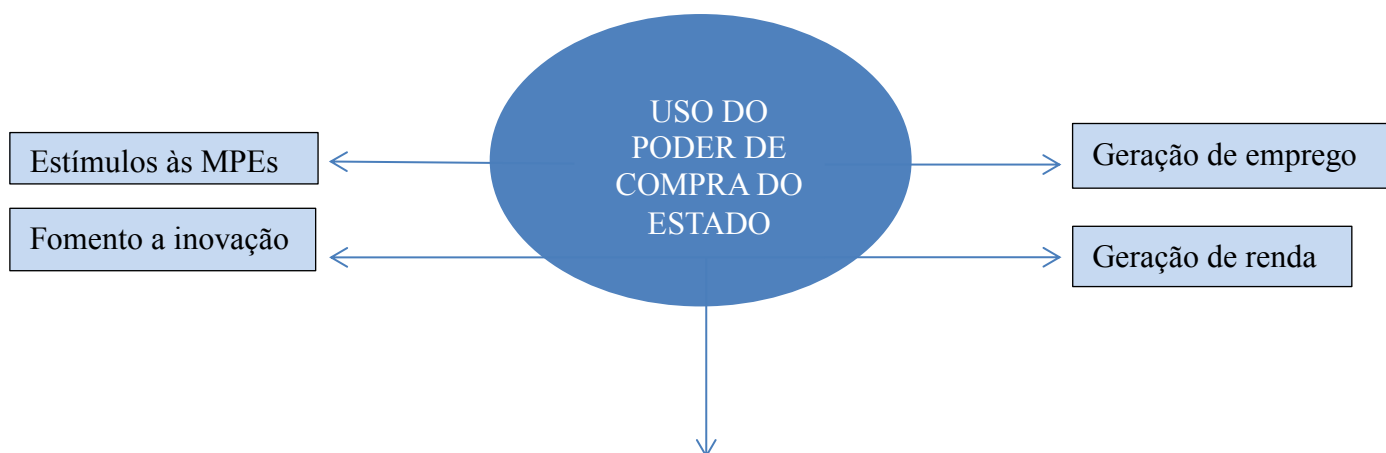 USO DO
PODER DE
COMPRA DO
ESTADO
Estímulos às MPEs
Fomento a inovação
Geração de emprego
Geração de renda